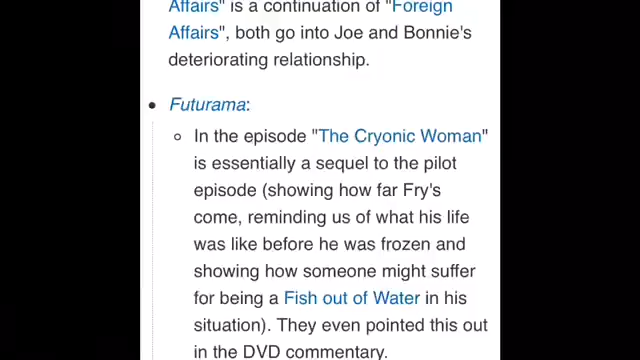 Affairs" is a continuation of "Foreign
Affairs", both go into Joe and Bonnie's
deteriorating relationship.
• Futurama:
○ In the episode "The Cryonic Woman"
is essentially a sequel to the pilot
episode (showing how far Fry's
come, reminding us of what his life
was like before he was frozen and
showing how someone might suffer
for being a Fish out of Water in his
situation). They even pointed this out
in the DVD commentary.